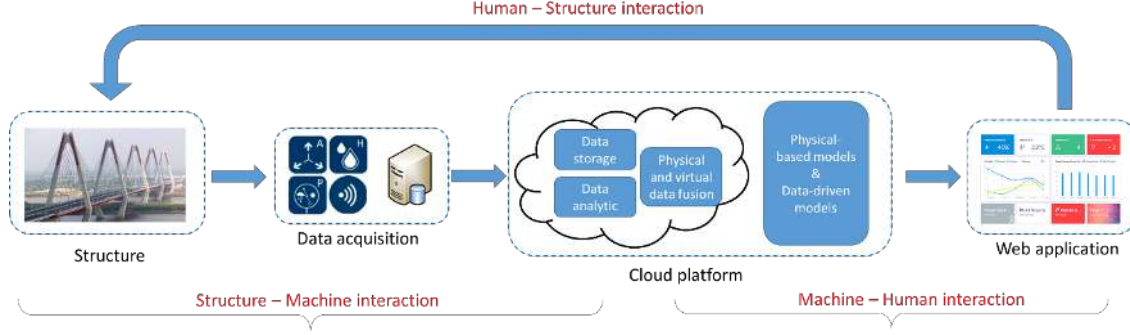 Human – Structure interaction
A
H
P
Structure
Data acquisition
Data
storage
Data
analytic
Physical
and virtual
data fusion
Physical-
based models
&
Data-driven
models
Cloud platform
Web application
Structure – Machine interaction
Machine – Human interaction